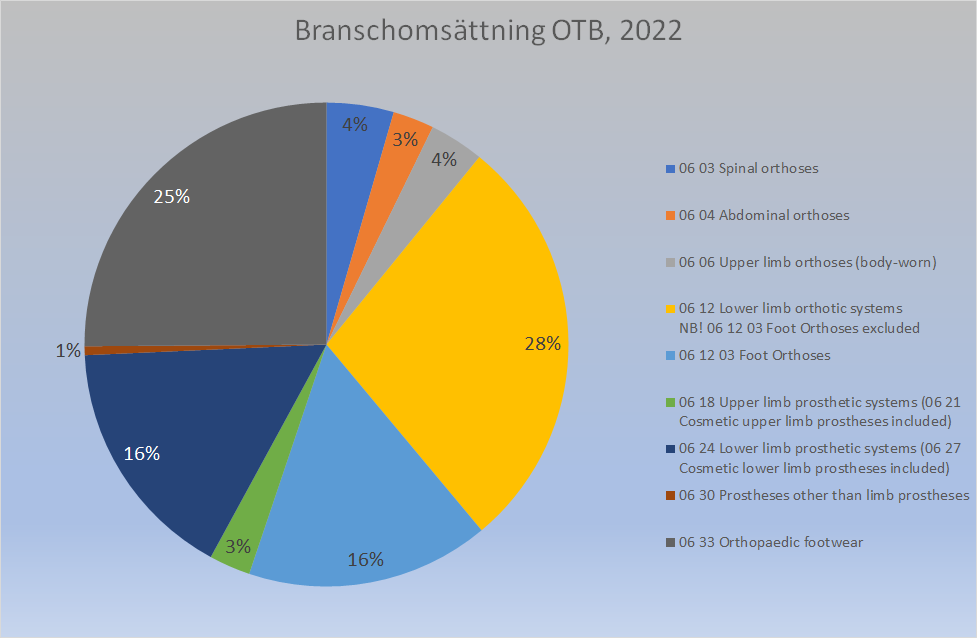 Branschomsättning OTB, 2022
4%
3%
4%
28%
16%
3%
16%
1%
25%
06 03 Spinal orthoses
06 04 Abdominal orthoses
06 06 Upper limb orthoses (body-worn)
06 12 Lower limb orthotic systems
NB! 06 12 03 Foot Orthoses excluded
06 12 03 Foot Orthoses
06 18 Upper limb prosthetic systems (06 21
Cosmetic upper limb prostheses included)
06 24 Lower limb prosthetic systems (06 27
Cosmetic lower limb prostheses included)
06 30 Prostheses other than limb prostheses
06 33 Orthopaedic footwear